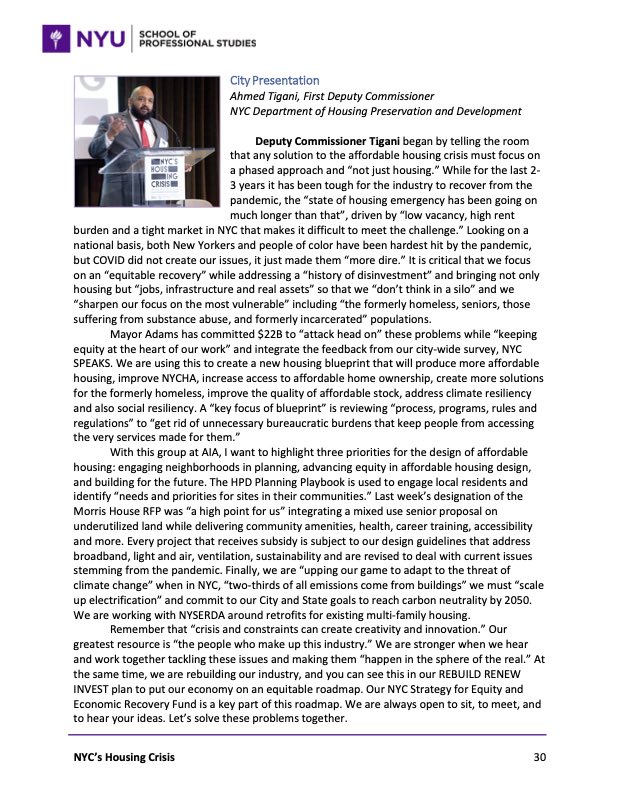 NYU
SCHOOL OF
PROFESSIONAL STUDIES
NYC'S
HOUS
ING
CRISIS
City Presentation
Ahmed Tigani, First Deputy Commissioner
NYC Department of Housing Preservation and Development
Deputy Commissioner Tigani began by telling the room
that any solution to the affordable housing crisis must focus on
a phased approach and “not just housing.” While for the last 2-
3 years it has been tough for the industry to recover from the
pandemic, the “state of housing emergency has been going on
much longer than that”, driven by “low vacancy, high rent
burden and a tight market in NYC that makes it difficult to meet the challenge.” Looking on a
national basis, both New Yorkers and people of color have been hardest hit by the pandemic,
but COVID did not create our issues, it just made them “more dire.” It is critical that we focus
on an “equitable recovery” while addressing a “history of disinvestment” and bringing not only
housing but “jobs, infrastructure and real assets” so that we “don’t think in a silo” and we
“sharpen our focus on the most vulnerable” including “the formerly homeless, seniors, those
suffering from substance abuse, and formerly incarcerated” populations.
Mayor Adams has committed $22B to “attack head on” these problems while “keeping
equity at the heart of our work” and integrate the feedback from our city-wide survey, NYC
SPEAKS. We are using this to create a new housing blueprint that will produce more affordable
housing, improve NYCHA, increase access to affordable home ownership, create more solutions
for the formerly homeless, improve the quality of affordable stock, address climate resiliency
and also social resiliency. A “key focus of blueprint” is reviewing “process, programs, rules and
regulations” to “get rid of unnecessary bureaucratic burdens that keep people from accessing
the very services made for them.”
With this group at AIA, I want to highlight three priorities for the design of affordable
housing: engaging neighborhoods in planning, advancing equity in affordable housing design,
and building for the future. The HPD Planning Playbook is used to engage local residents and
identify “needs and priorities for sites in their communities.” Last week’s designation of the
Morris House RFP was “a high point for us” integrating a mixed use senior proposal on
underutilized land while delivering community amenities, health, career training, accessibility
and more. Every project that receives subsidy is subject to our design guidelines that address
broadband, light and air, ventilation, sustainability and are revised to deal with current issues
stemming from the pandemic. Finally, we are “upping our game to adapt to the threat of
climate change” when in NYC, “two-thirds of all emissions come from buildings” we must “scale
up electrification” and commit to our City and State goals to reach carbon neutrality by 2050.
We are working with NYSERDA around retrofits for existing multi-family housing.
Remember that “crisis and constraints can create creativity and innovation.” Our
greatest resource is “the people who make up this industry.” We are stronger when we hear
and work together tackling these issues and making them “happen in the sphere of the real.” At
the same time, we are rebuilding our industry, and you can see this in our REBUILD RENEW
INVEST plan to put our economy on an equitable roadmap. Our NYC Strategy for Equity and
Economic Recovery Fund is a key part of this roadmap. We are always open to sit, to meet, and
to hear your ideas. Let’s solve these problems together.
NYC’s Housing Crisis 30